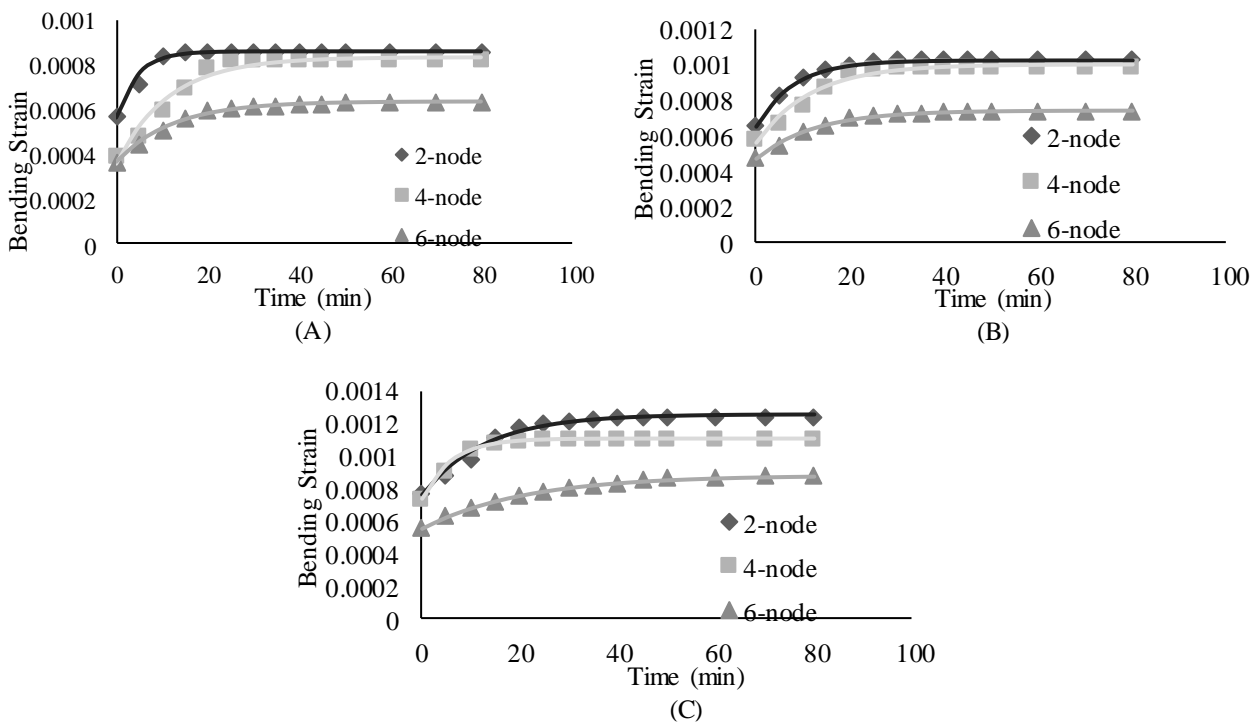 0.001
0.0008
0.0006
0.0004
0.0002
0
Bending Strain
2-node
4-node
6-node
0 20 40 60 80 100
Time (min)
(A)
0.0012
0.001
0.0008
0.0006
0.0004
0.0002
0
Bending Strain
2-node
4-node
6-node
0 20 40 60 80 100
Time (min)
(B)
0.0014
0.0012
0.001
0.0008
0.0006
0.0004
0.0002
0
Bending Strain
2-node
4-node
6-node
0 20 40 60 80 100
Time (min)
(C)